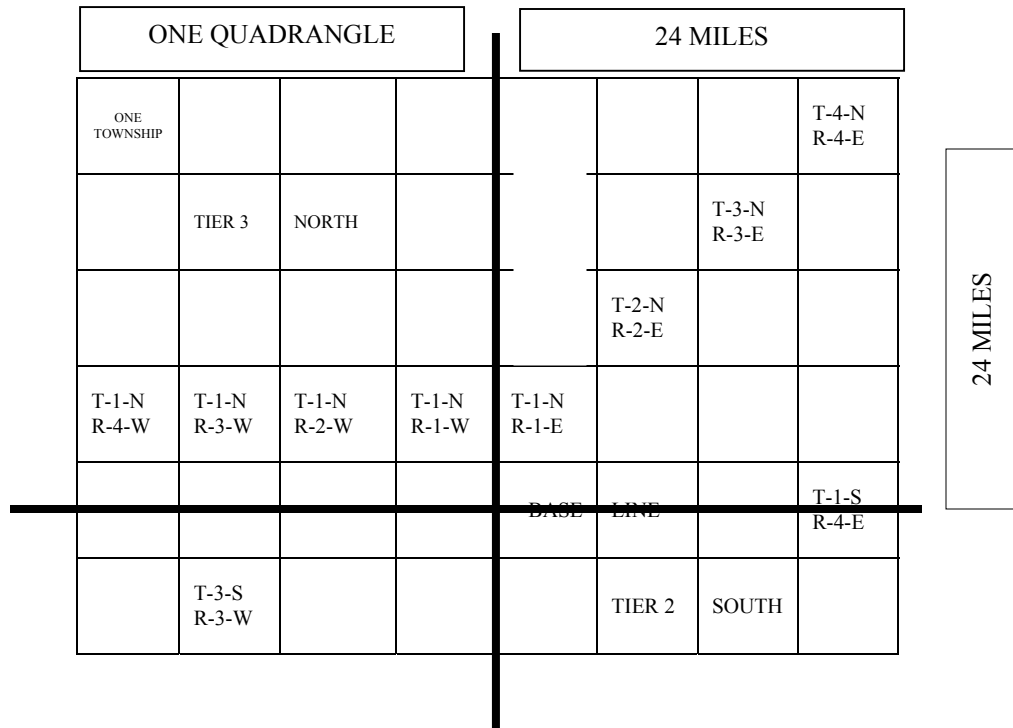 ONE QUADRANGLE
24 MILES
ONE
TOWNSHIP
T-4-N
R-4-E
TIER 3
NORTH
T-3-N
R-3-E
T-2-N
R-2-E
24 MILES
T-1-N
R-4-W
T-1-N
R-3-W
T-1-N
R-2-W
T-1-N
R-1-W
T-1-N
R-1-E
BASE
LINE
T-1-S
R-4-E
T-3-S
R-3-W
TIER 2
SOUTH